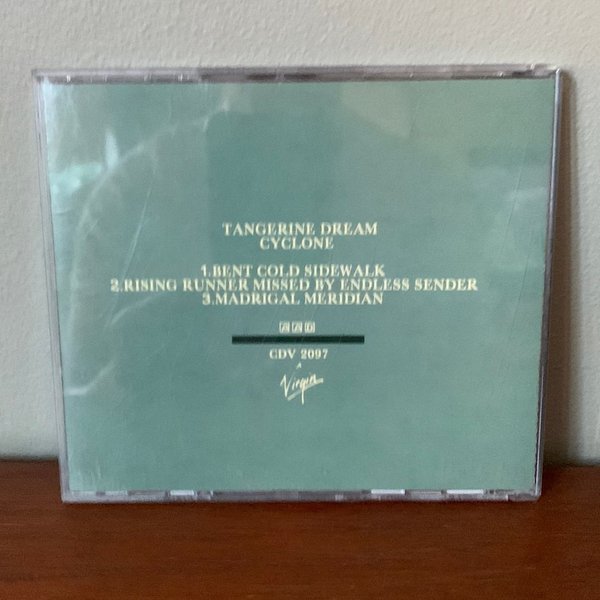 TANGERINE DREAM
CYCLONE
1.BENT COLD SIDEWALK
2.RISING RUNNER MISSED BY ENDLESS SENDER
3.MADRIGAL MERIDIAN
AAD
CDV 2097
Virgin